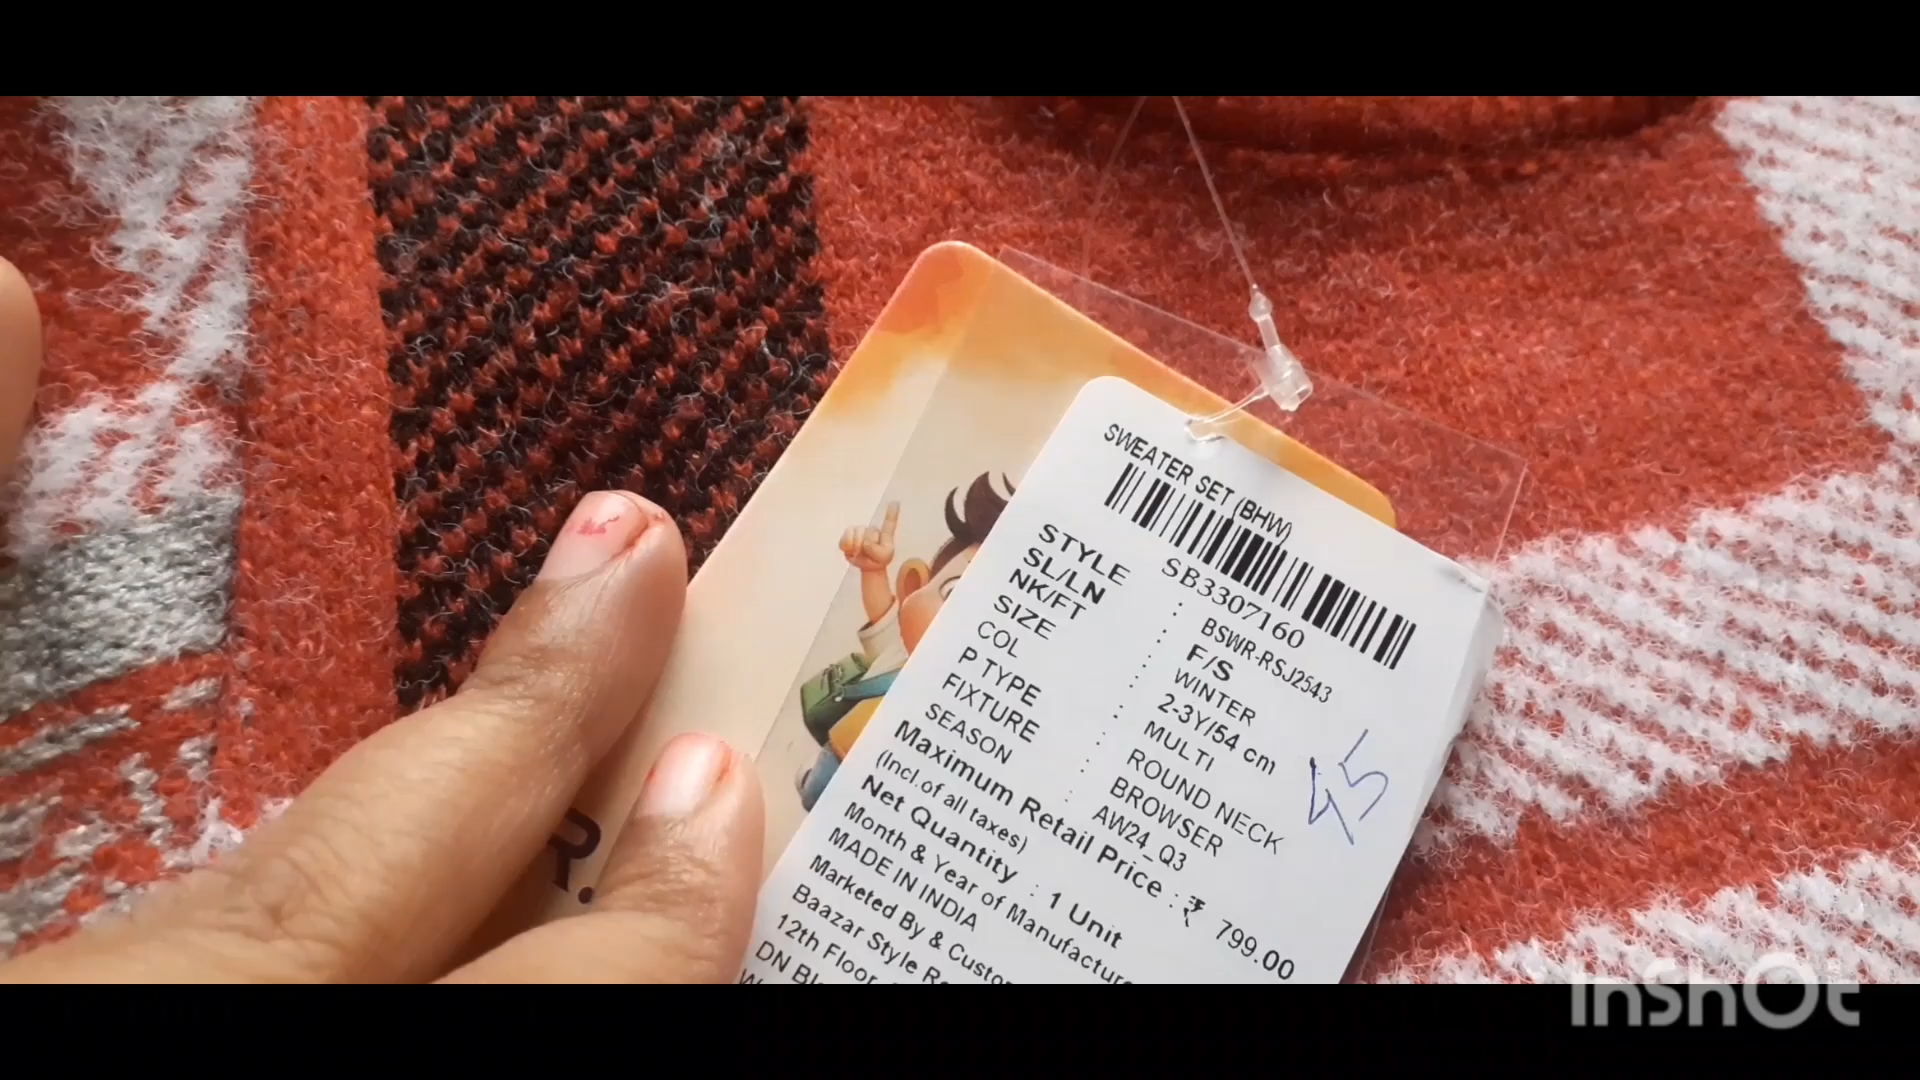 SWEATER SET (BHW)
SB3307160
STYLE : BSWR-RSJ2543
SL/LN : F/S
NK/FT : WINTER
SIZE : 2-3Y/54 cm
COL : MULTI
P TYPE : ROUND NECK
FIXTURE : BROWSER
SEASON : AW24_Q3
Maximum Retail Price : ₹ 799.00
(Incl.of all taxes)
Net Quantity : 1 Unit
Month & Year of Manufacture
MADE IN INDIA
Marketed By &
Baazar Style
12th Floor
DN
45
R.
InShOt